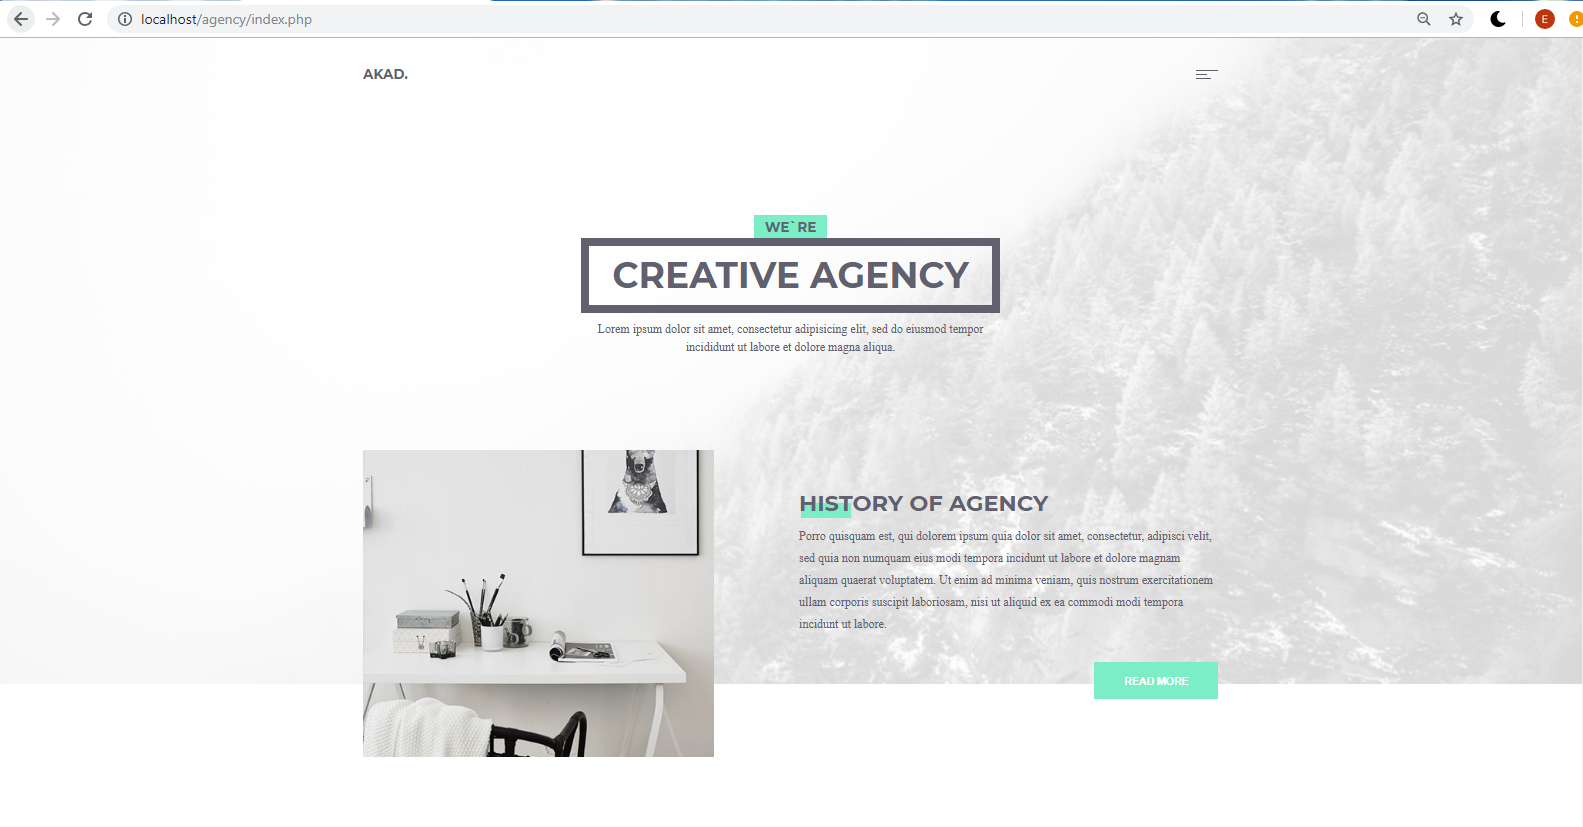 localhost/agency/index.php
E
AKAD.
WE`RE
CREATIVE AGENCY
Lorem ipsum dolor sit amet, consectetur adipisicing elit, sed do eiusmod tempor
incididunt ut labore et dolore magna aliqua.
HISTORY OF AGENCY
Porro quisquam est, qui dolorem ipsum quia dolor sit amet, consectetur, adipisci velit,
sed quia non numquam eius modi tempora incidunt ut labore et dolore magnam
aliquam quaerat voluptatem. Ut enim ad minima veniam, quis nostrum exercitationem
ullam corporis suscipit laboriosam, nisi ut aliquid ex ea commodi modi tempora
incidunt ut labore.
READ MORE